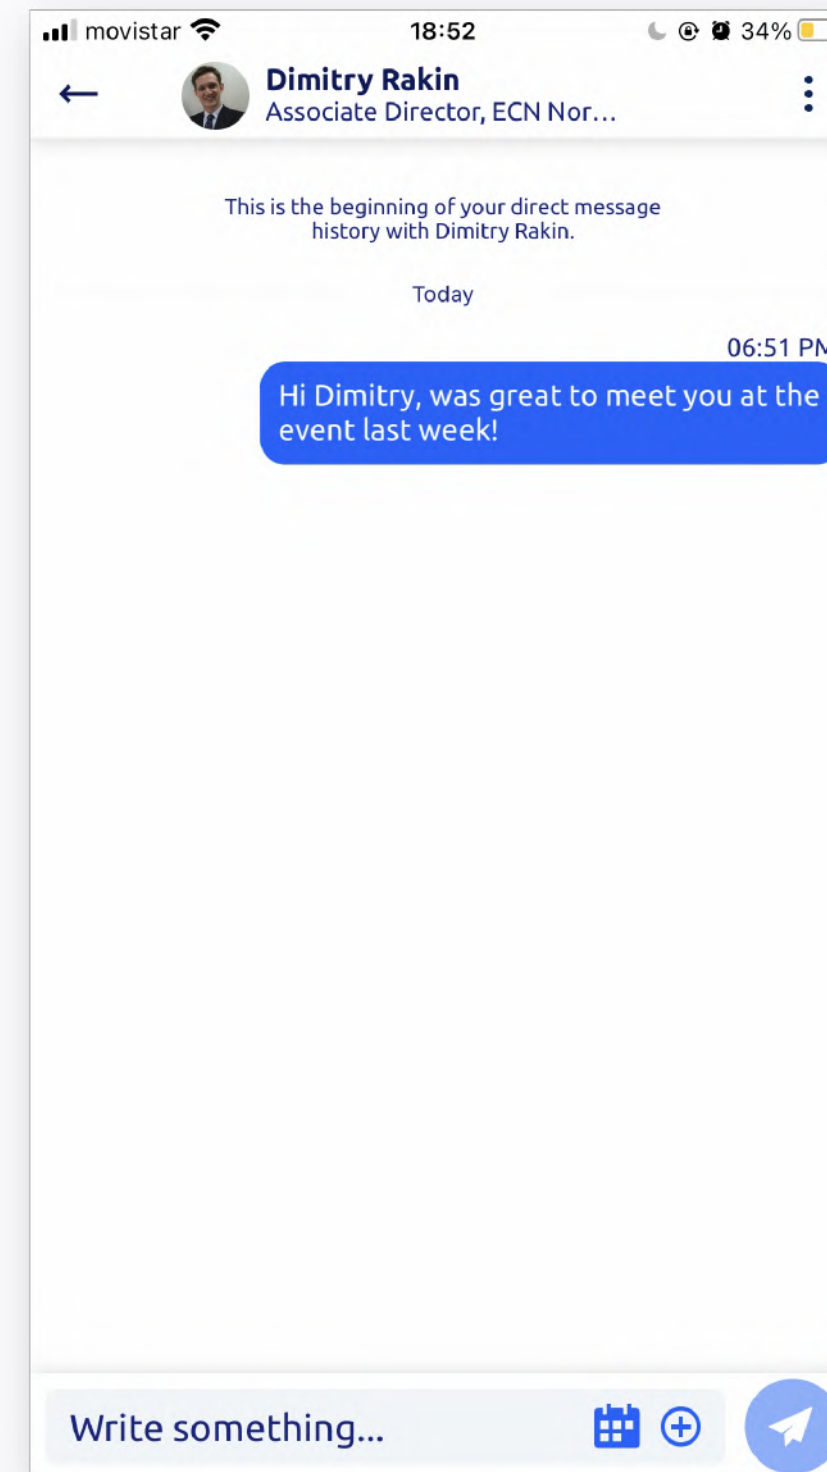 movistar 18:52 34%
Dimitry Rakin
Associate Director, ECN Nor...
This is the beginning of your direct message
history with Dimitry Rakin.
Today
06:51 PM
Hi Dimitry, was great to meet you at the
event last week!
Write something...